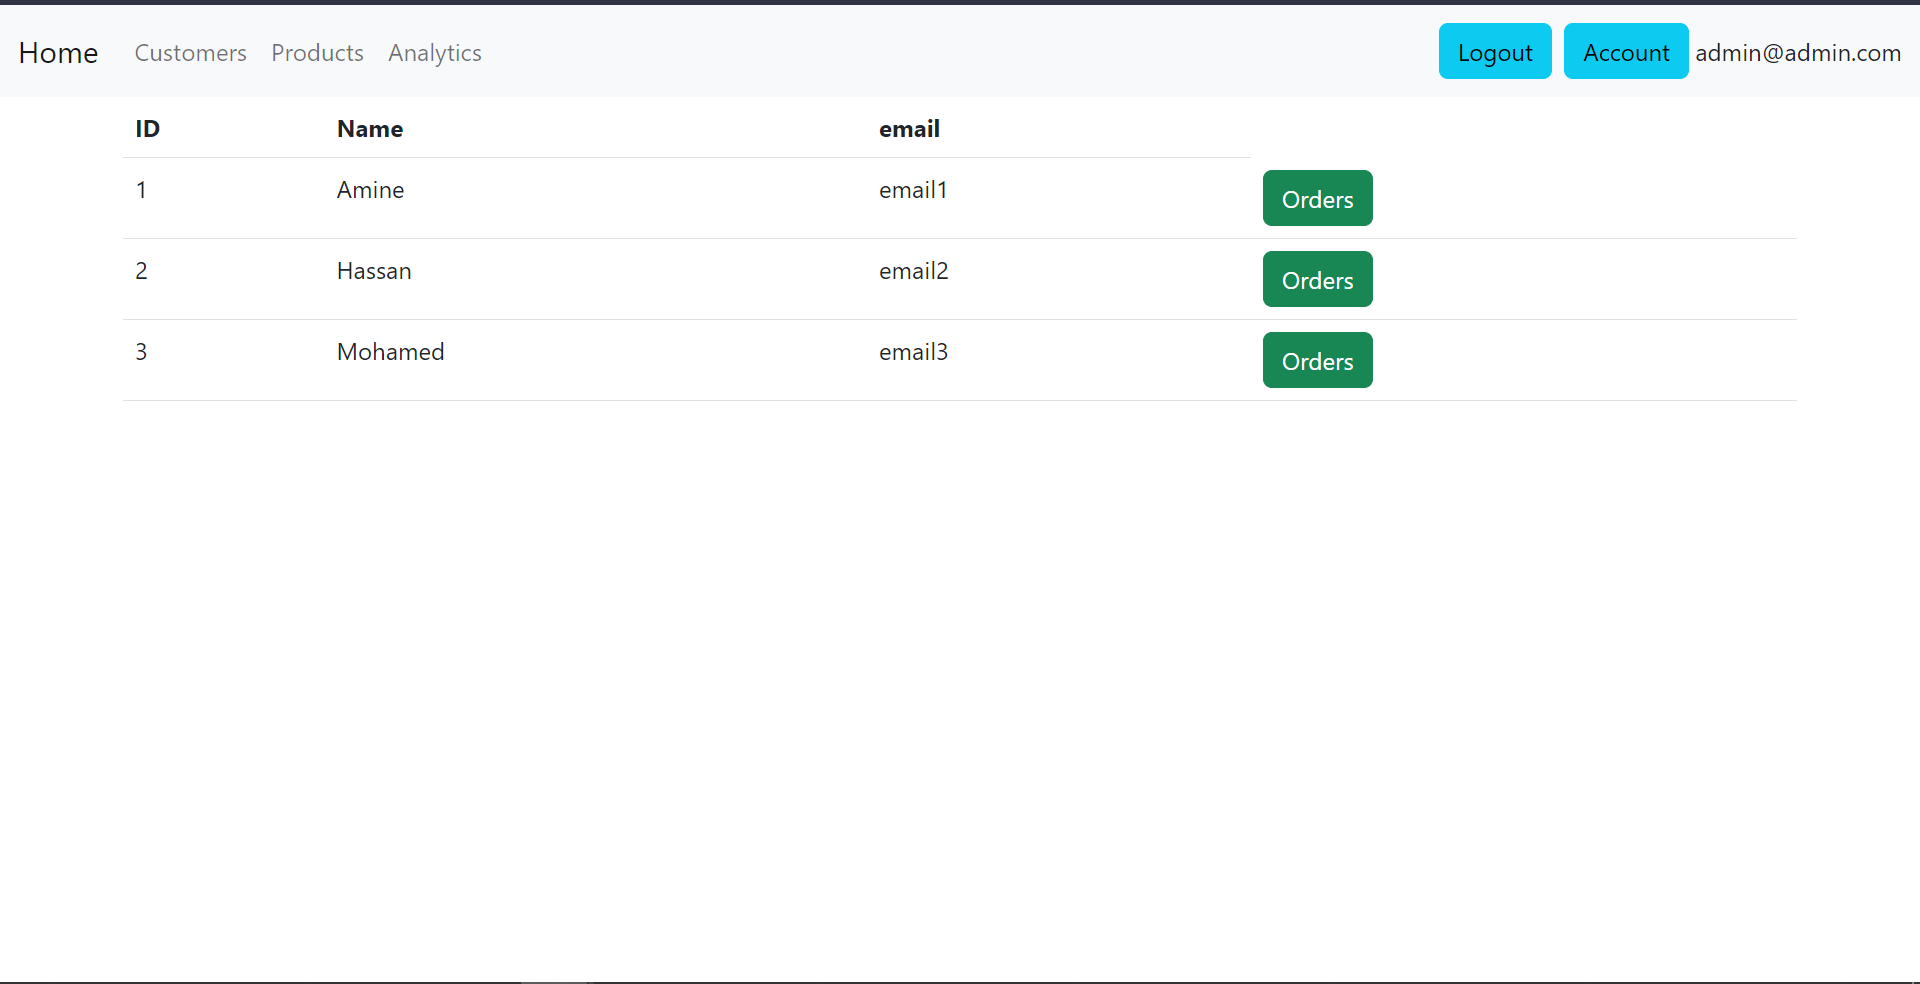 Home Customers Products Analytics Logout Account admin@admin.com
ID Name email
1 Amine email1 Orders
2 Hassan email2 Orders
3 Mohamed email3 Orders